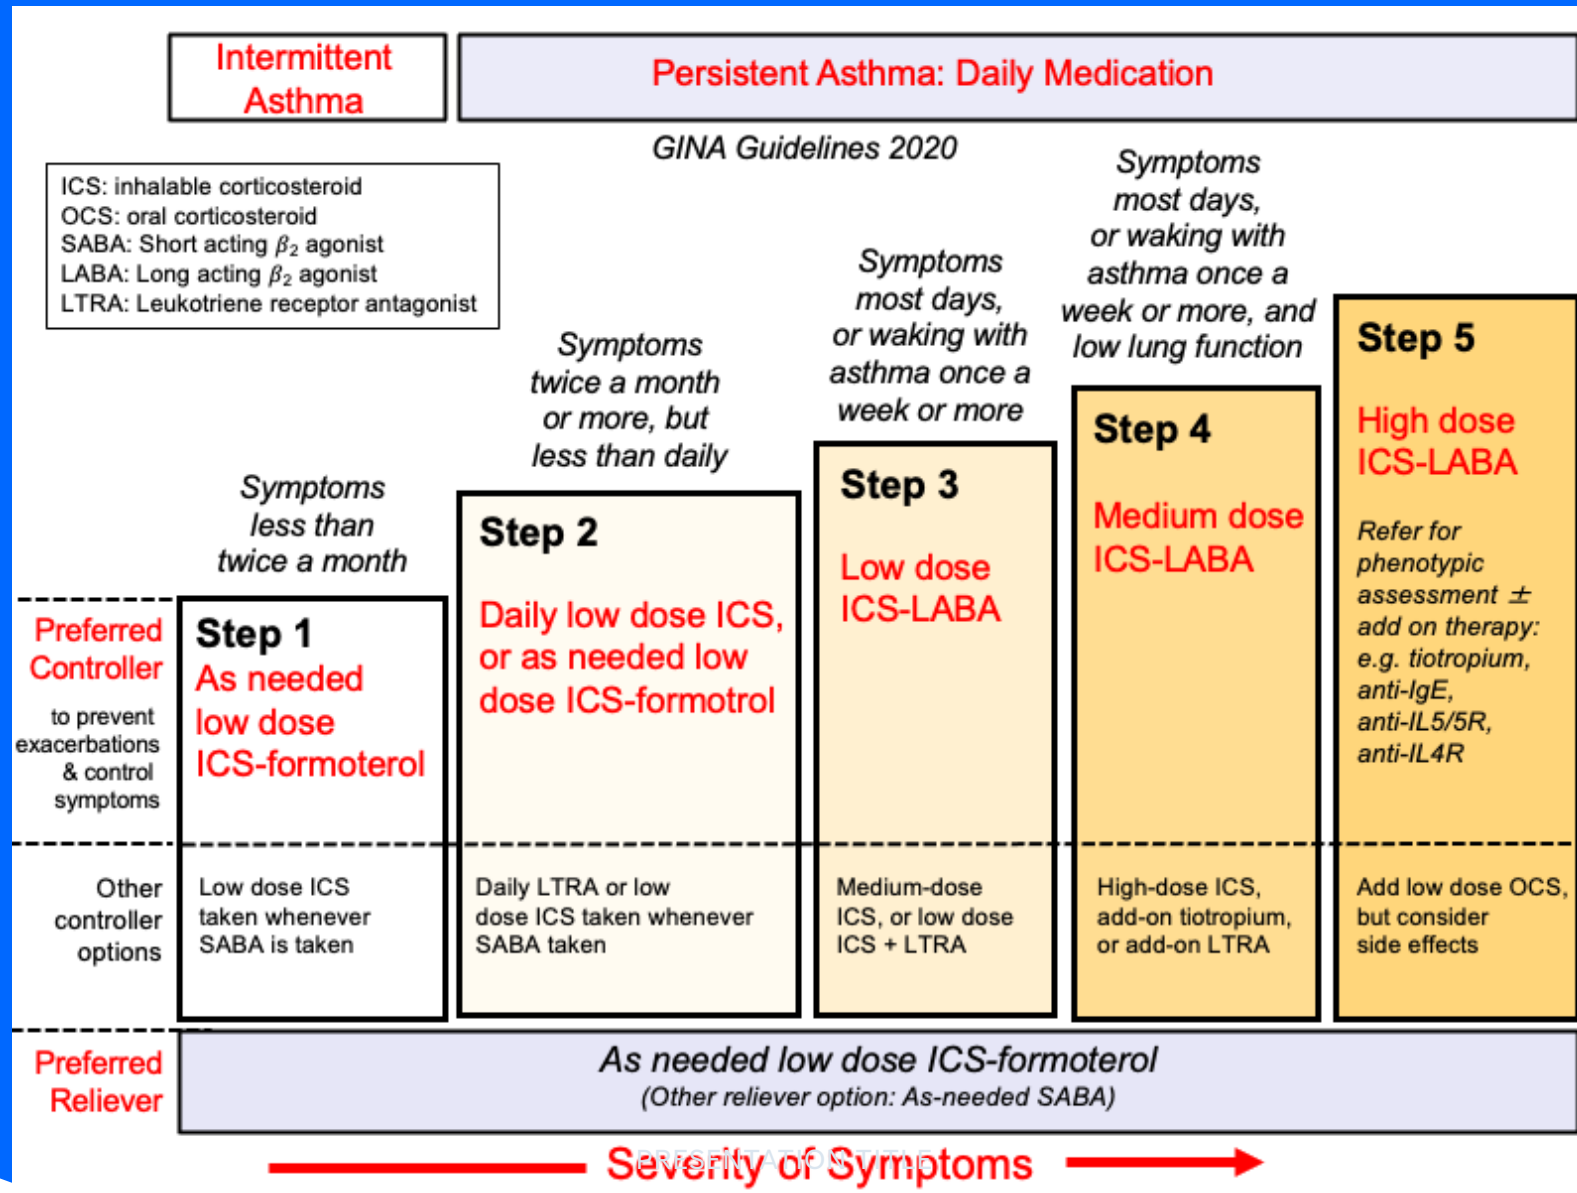 Intermittent
Asthma
Persistent Asthma: Daily Medication
GINA Guidelines 2020
ICS: inhalable corticosteroid
OCS: oral corticosteroid
SABA: Short acting β₂ agonist
LABA: Long acting β₂ agonist
LTRA: Leukotriene receptor antagonist
Symptoms
less than
twice a month
Symptoms
twice a month
or more, but
less than daily
Symptoms
most days,
or waking with
asthma once a
week or more
Symptoms
most days,
or waking with
asthma once a
week or more, and
low lung function
Preferred
Controller
to prevent
exacerbations
& control
symptoms
Step 1
As needed
low dose
ICS-formoterol
Step 2
Daily low dose ICS,
or as needed low
dose ICS-formotrol
Step 3
Low dose
ICS-LABA
Step 4
Medium dose
ICS-LABA
Step 5
High dose
ICS-LABA
Refer for
phenotypic
assessment ±
add on therapy:
e.g. tiotropium,
anti-IgE,
anti-IL5/5R,
anti-IL4R
Other
controller
options
Low dose ICS
taken whenever
SABA is taken
Daily LTRA or low
dose ICS taken whenever
SABA taken
Medium-dose
ICS, or low dose
ICS + LTRA
High-dose ICS,
add-on tiotropium,
or add-on LTRA
Add low dose OCS,
but consider
side effects
Preferred
Reliever
As needed low dose ICS-formoterol
(Other reliever option: As-needed SABA)
Severity of Symptoms
PRESENTATION TITLE